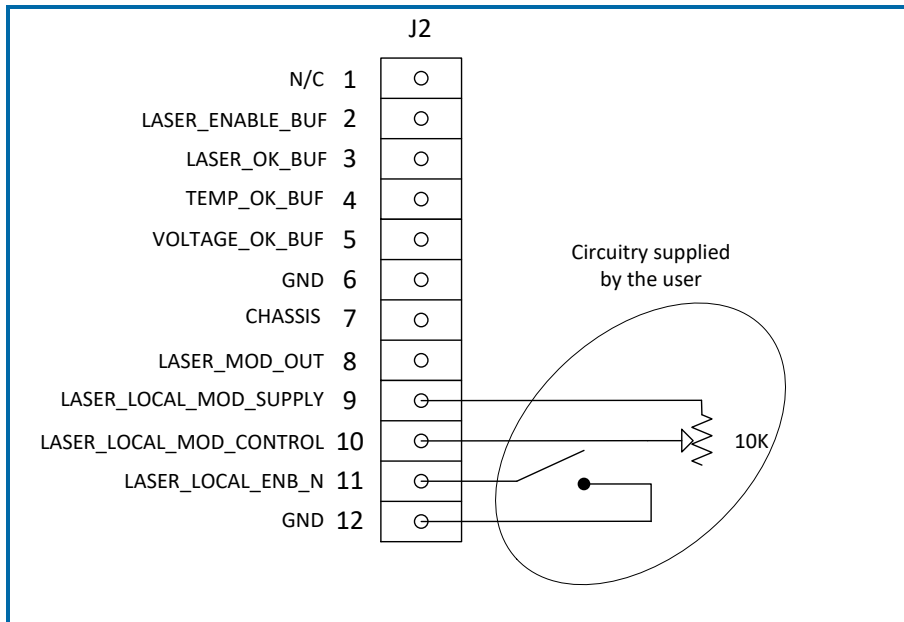 J2
N/C 1
LASER_ENABLE_BUF 2
LASER_OK_BUF 3
TEMP_OK_BUF 4
VOLTAGE_OK_BUF 5
GND 6
CHASSIS 7
LASER_MOD_OUT 8
LASER_LOCAL_MOD_SUPPLY 9
LASER_LOCAL_MOD_CONTROL 10
LASER_LOCAL_ENB_N 11
GND 12
Circuitry supplied
by the user
10K